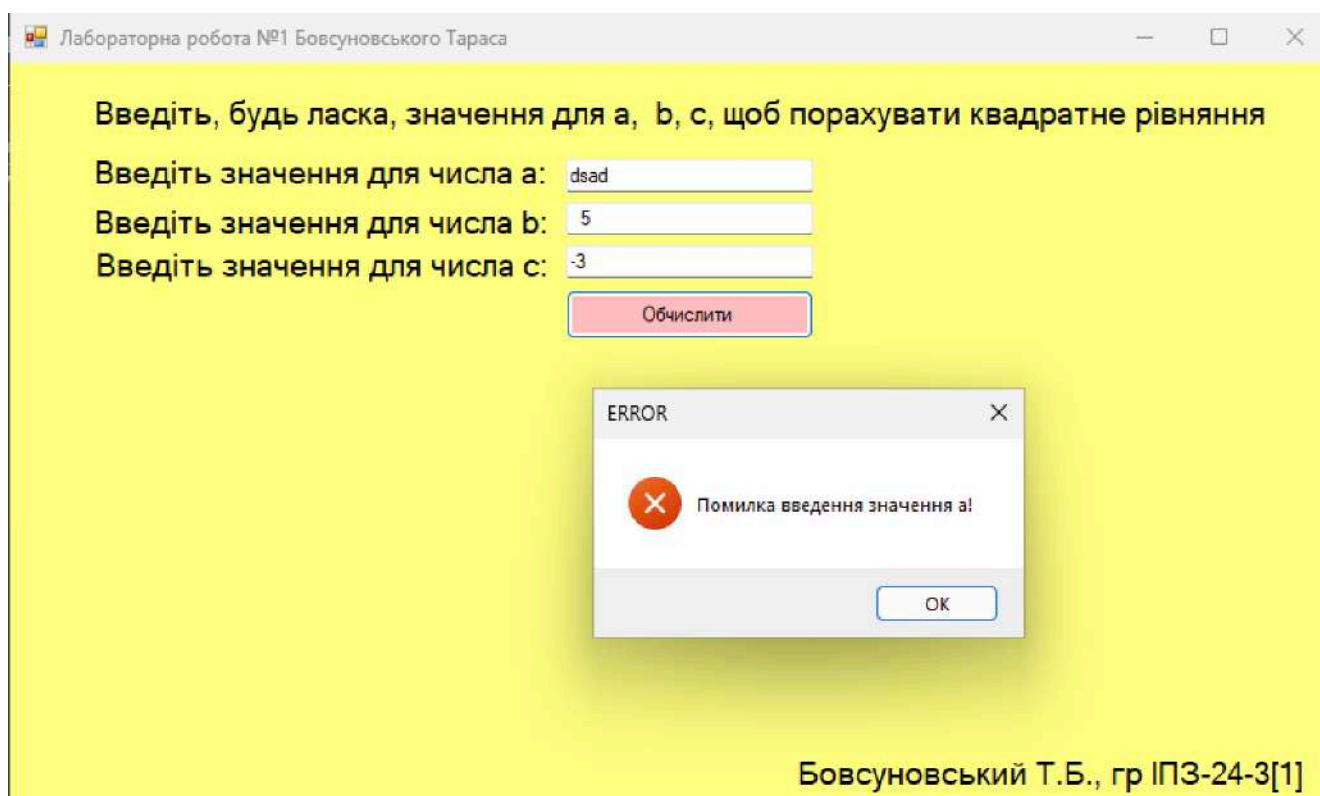 Лабораторна робота №1 Бовсуновського Тараса
Введіть, будь ласка, значення для a,  b, c, щоб порахувати квадратне рівняння
Введіть значення для числа a: dsad
Введіть значення для числа b: 5
Введіть значення для числа c: -3
Обчислити
ERROR
Помилка введення значення a!
OK
Бовсуновський Т.Б., гр ІПЗ-24-3[1]